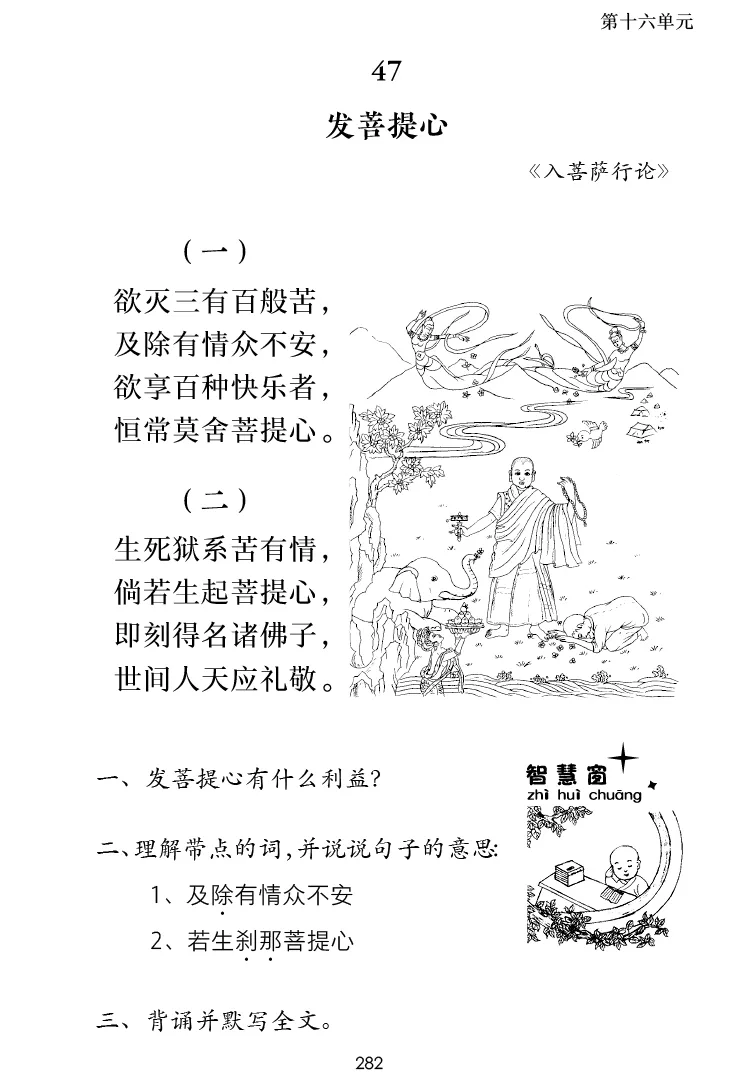 第十六单元
47
发菩提心
《入菩萨行论》
（一）
欲灭三有百般苦，
及除有情众不安，
欲享百种快乐者，
恒常莫舍菩提心。
（二）
生死狱系苦有情，
倘若生起菩提心，
即刻得名诸佛子，
世间人天应礼敬。
一、发菩提心有什么利益？
智慧窗
zhì huì chuāng
二、理解带点的词，并说说句子的意思：
1、及除有情众不安
2、若生刹那菩提心
三、背诵并默写全文。
282